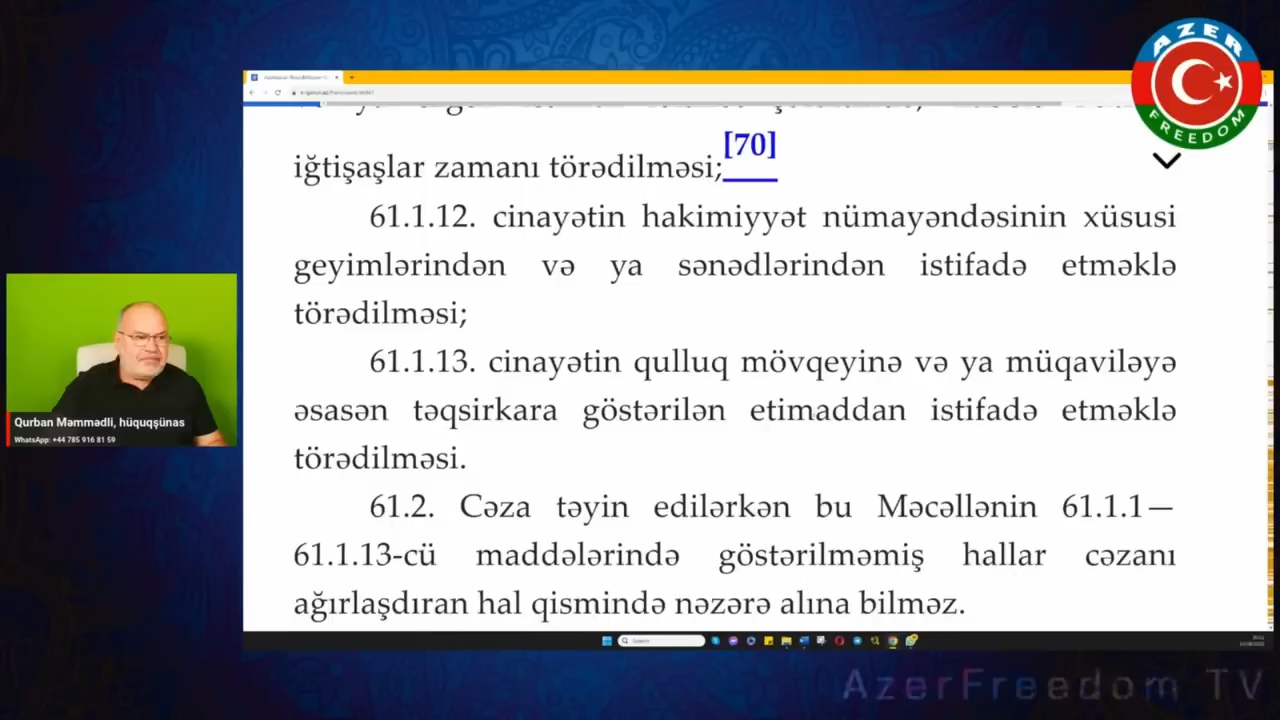 AZER
FREEDOM
iğtişaşlar zamanı törədilməsi;[70]
61.1.12. cinayətin hakimiyyət nümayəndəsinin xüsusi
geyimlərindən və ya sənədlərindən istifadə etməklə
törədilməsi;
61.1.13. cinayətin qulluq mövqeyinə və ya müqaviləyə
əsasən təqsirkara göstərilən etimaddan istifadə etməklə
törədilməsi.
61.2. Cəza təyin edilərkən bu Məcəllənin 61.1.1—
61.1.13-cü maddələrində göstərilməmiş hallar cəzanı
ağırlaşdıran hal qismində nəzərə alına bilməz.
Qurban Məmmədli, hüquqşünas
WhatsApp: +44 785 916 81 59
Search
AzerFreedom TV